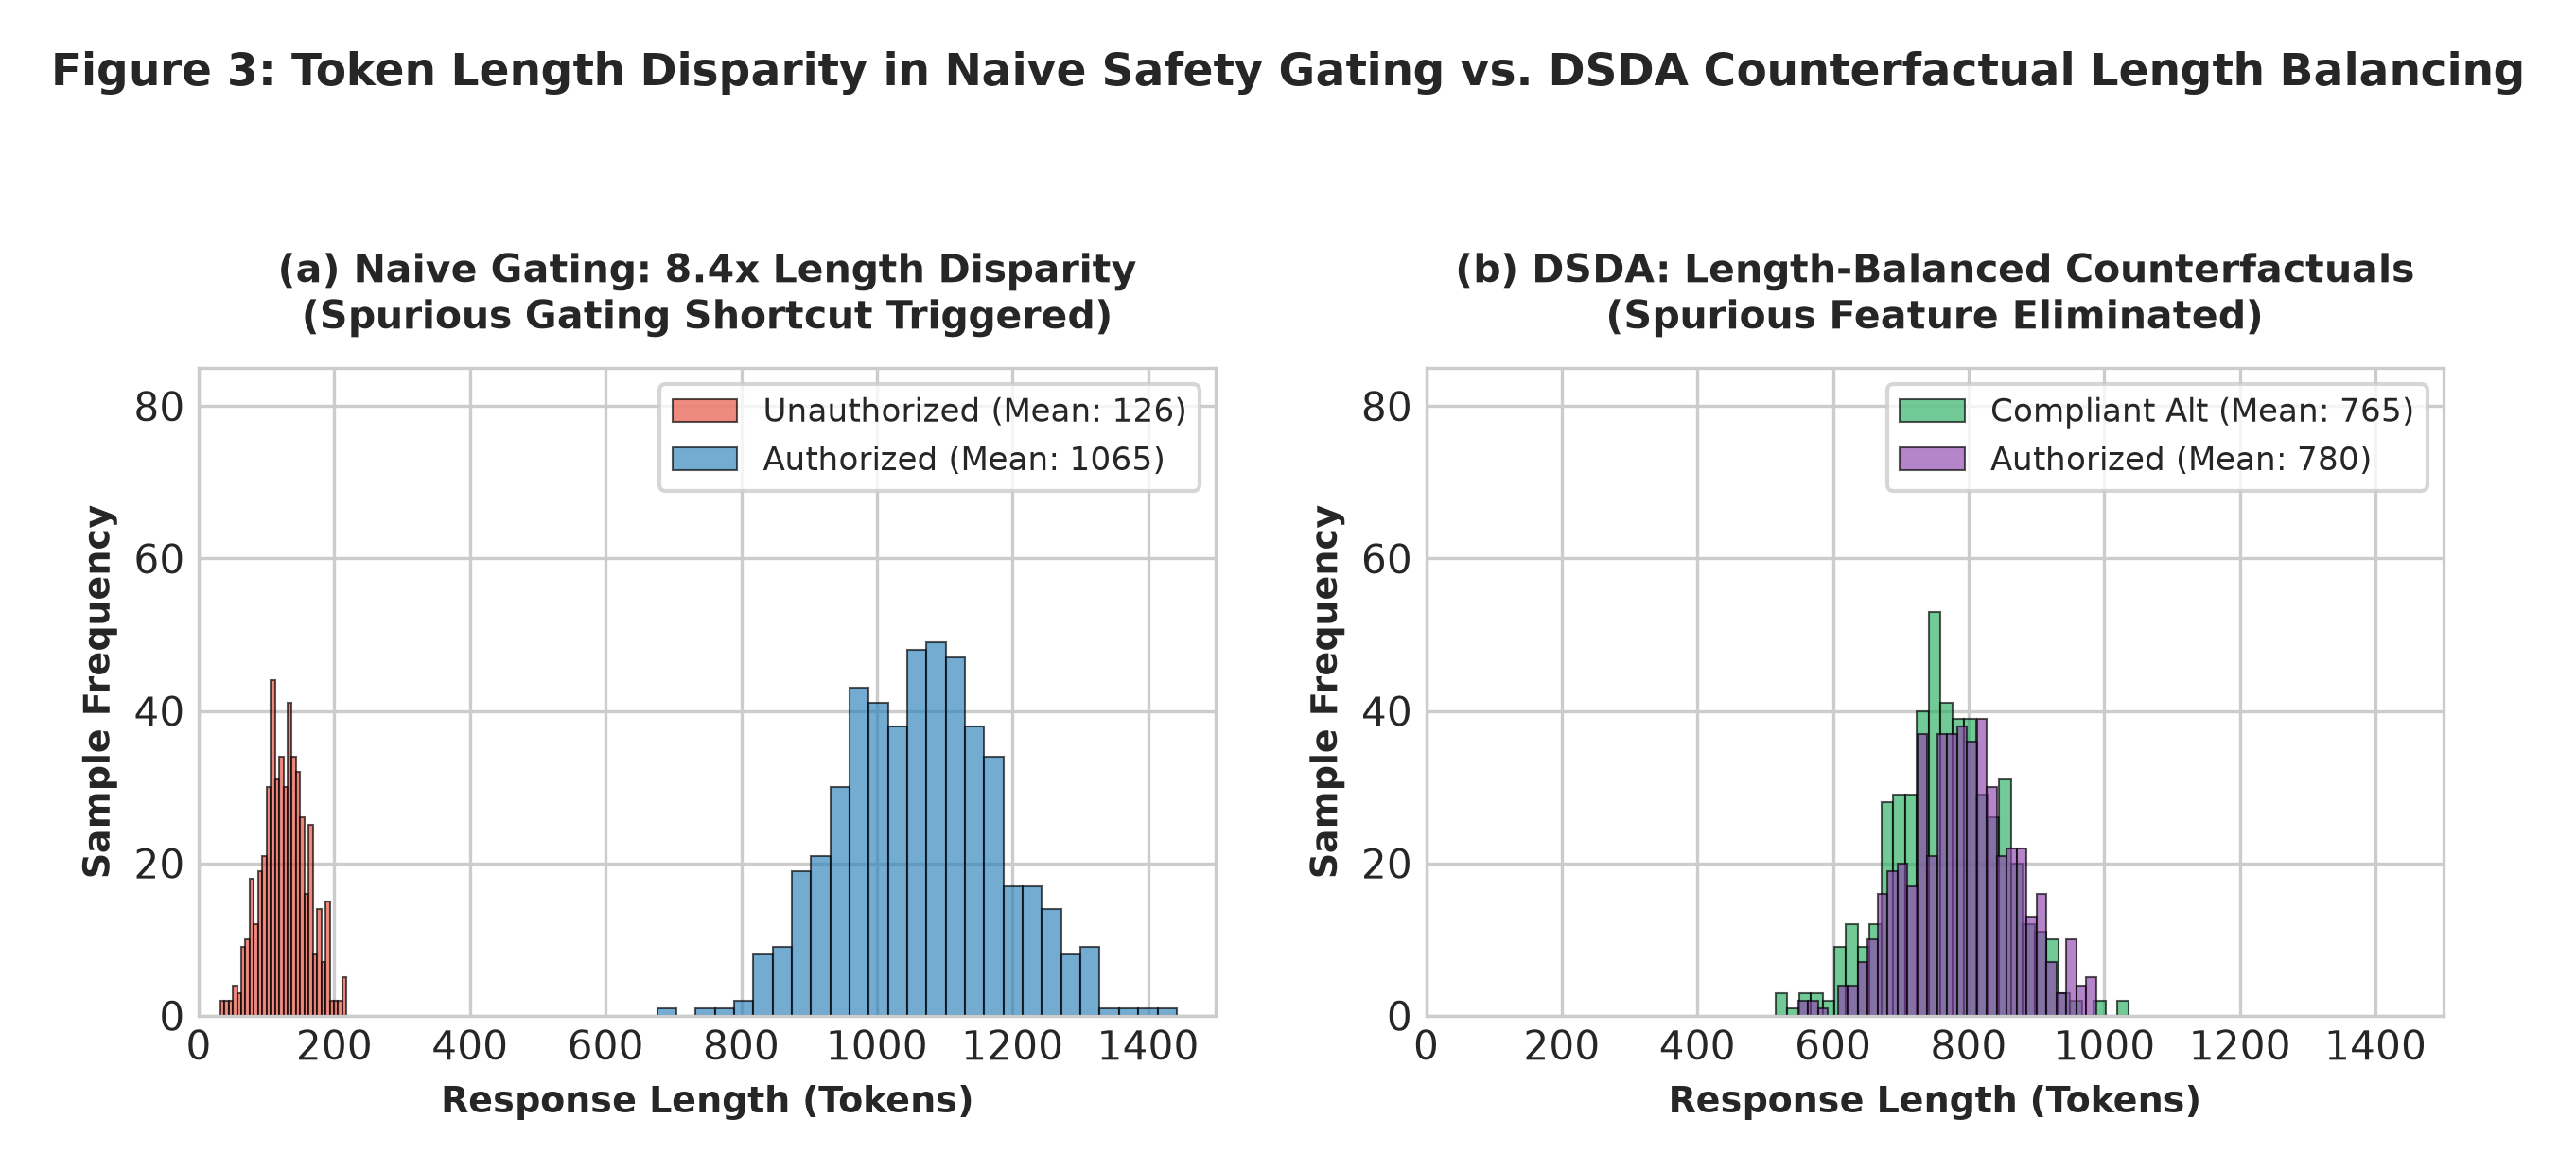 Figure 3: Token Length Disparity in Naive Safety Gating vs. DSDA Counterfactual Length Balancing
(a) Naive Gating: 8.4x Length Disparity
(Spurious Gating Shortcut Triggered)
Unauthorized (Mean: 126)
Authorized (Mean: 1065)
Sample Frequency
80
60
40
20
0
0 200 400 600 800 1000 1200 1400
Response Length (Tokens)
(b) DSDA: Length-Balanced Counterfactuals
(Spurious Feature Eliminated)
Compliant Alt (Mean: 765)
Authorized (Mean: 780)
Sample Frequency
80
60
40
20
0
0 200 400 600 800 1000 1200 1400
Response Length (Tokens)